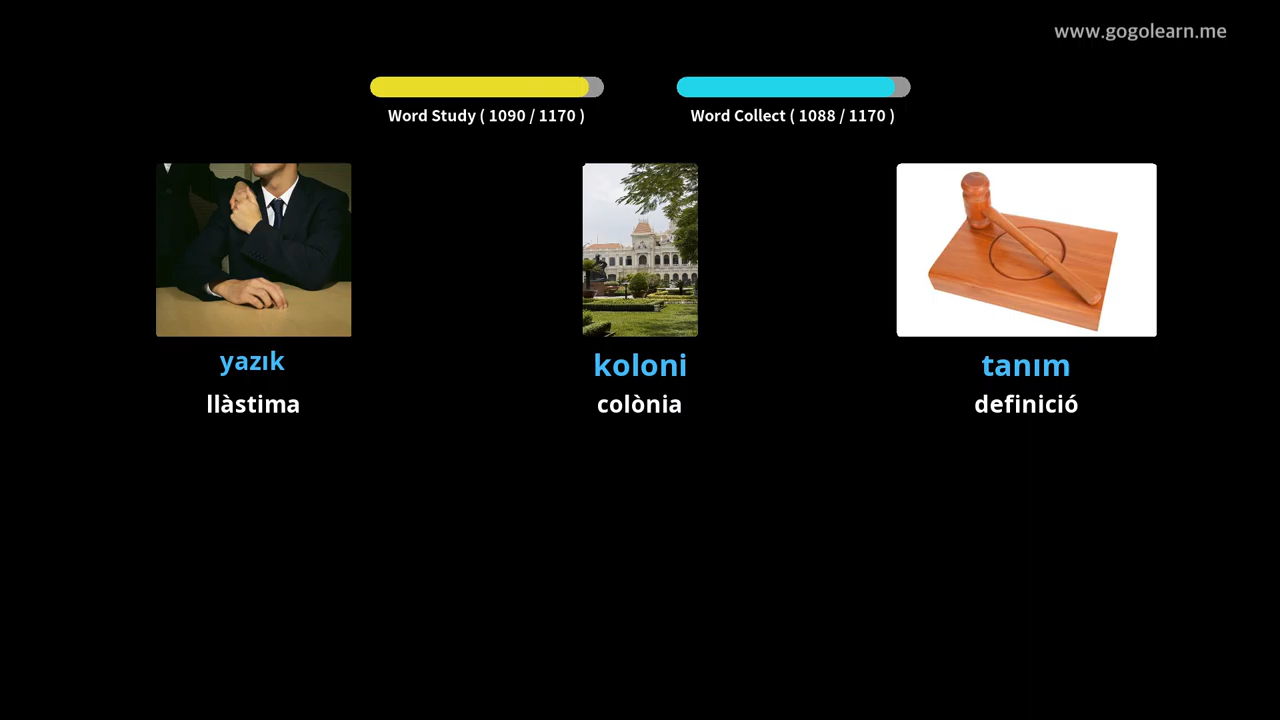 www.gogolearn.me
Word Study ( 1090 / 1170 )
Word Collect ( 1088 / 1170 )
yazık
koloni
tanım
llàstima
colònia
definició